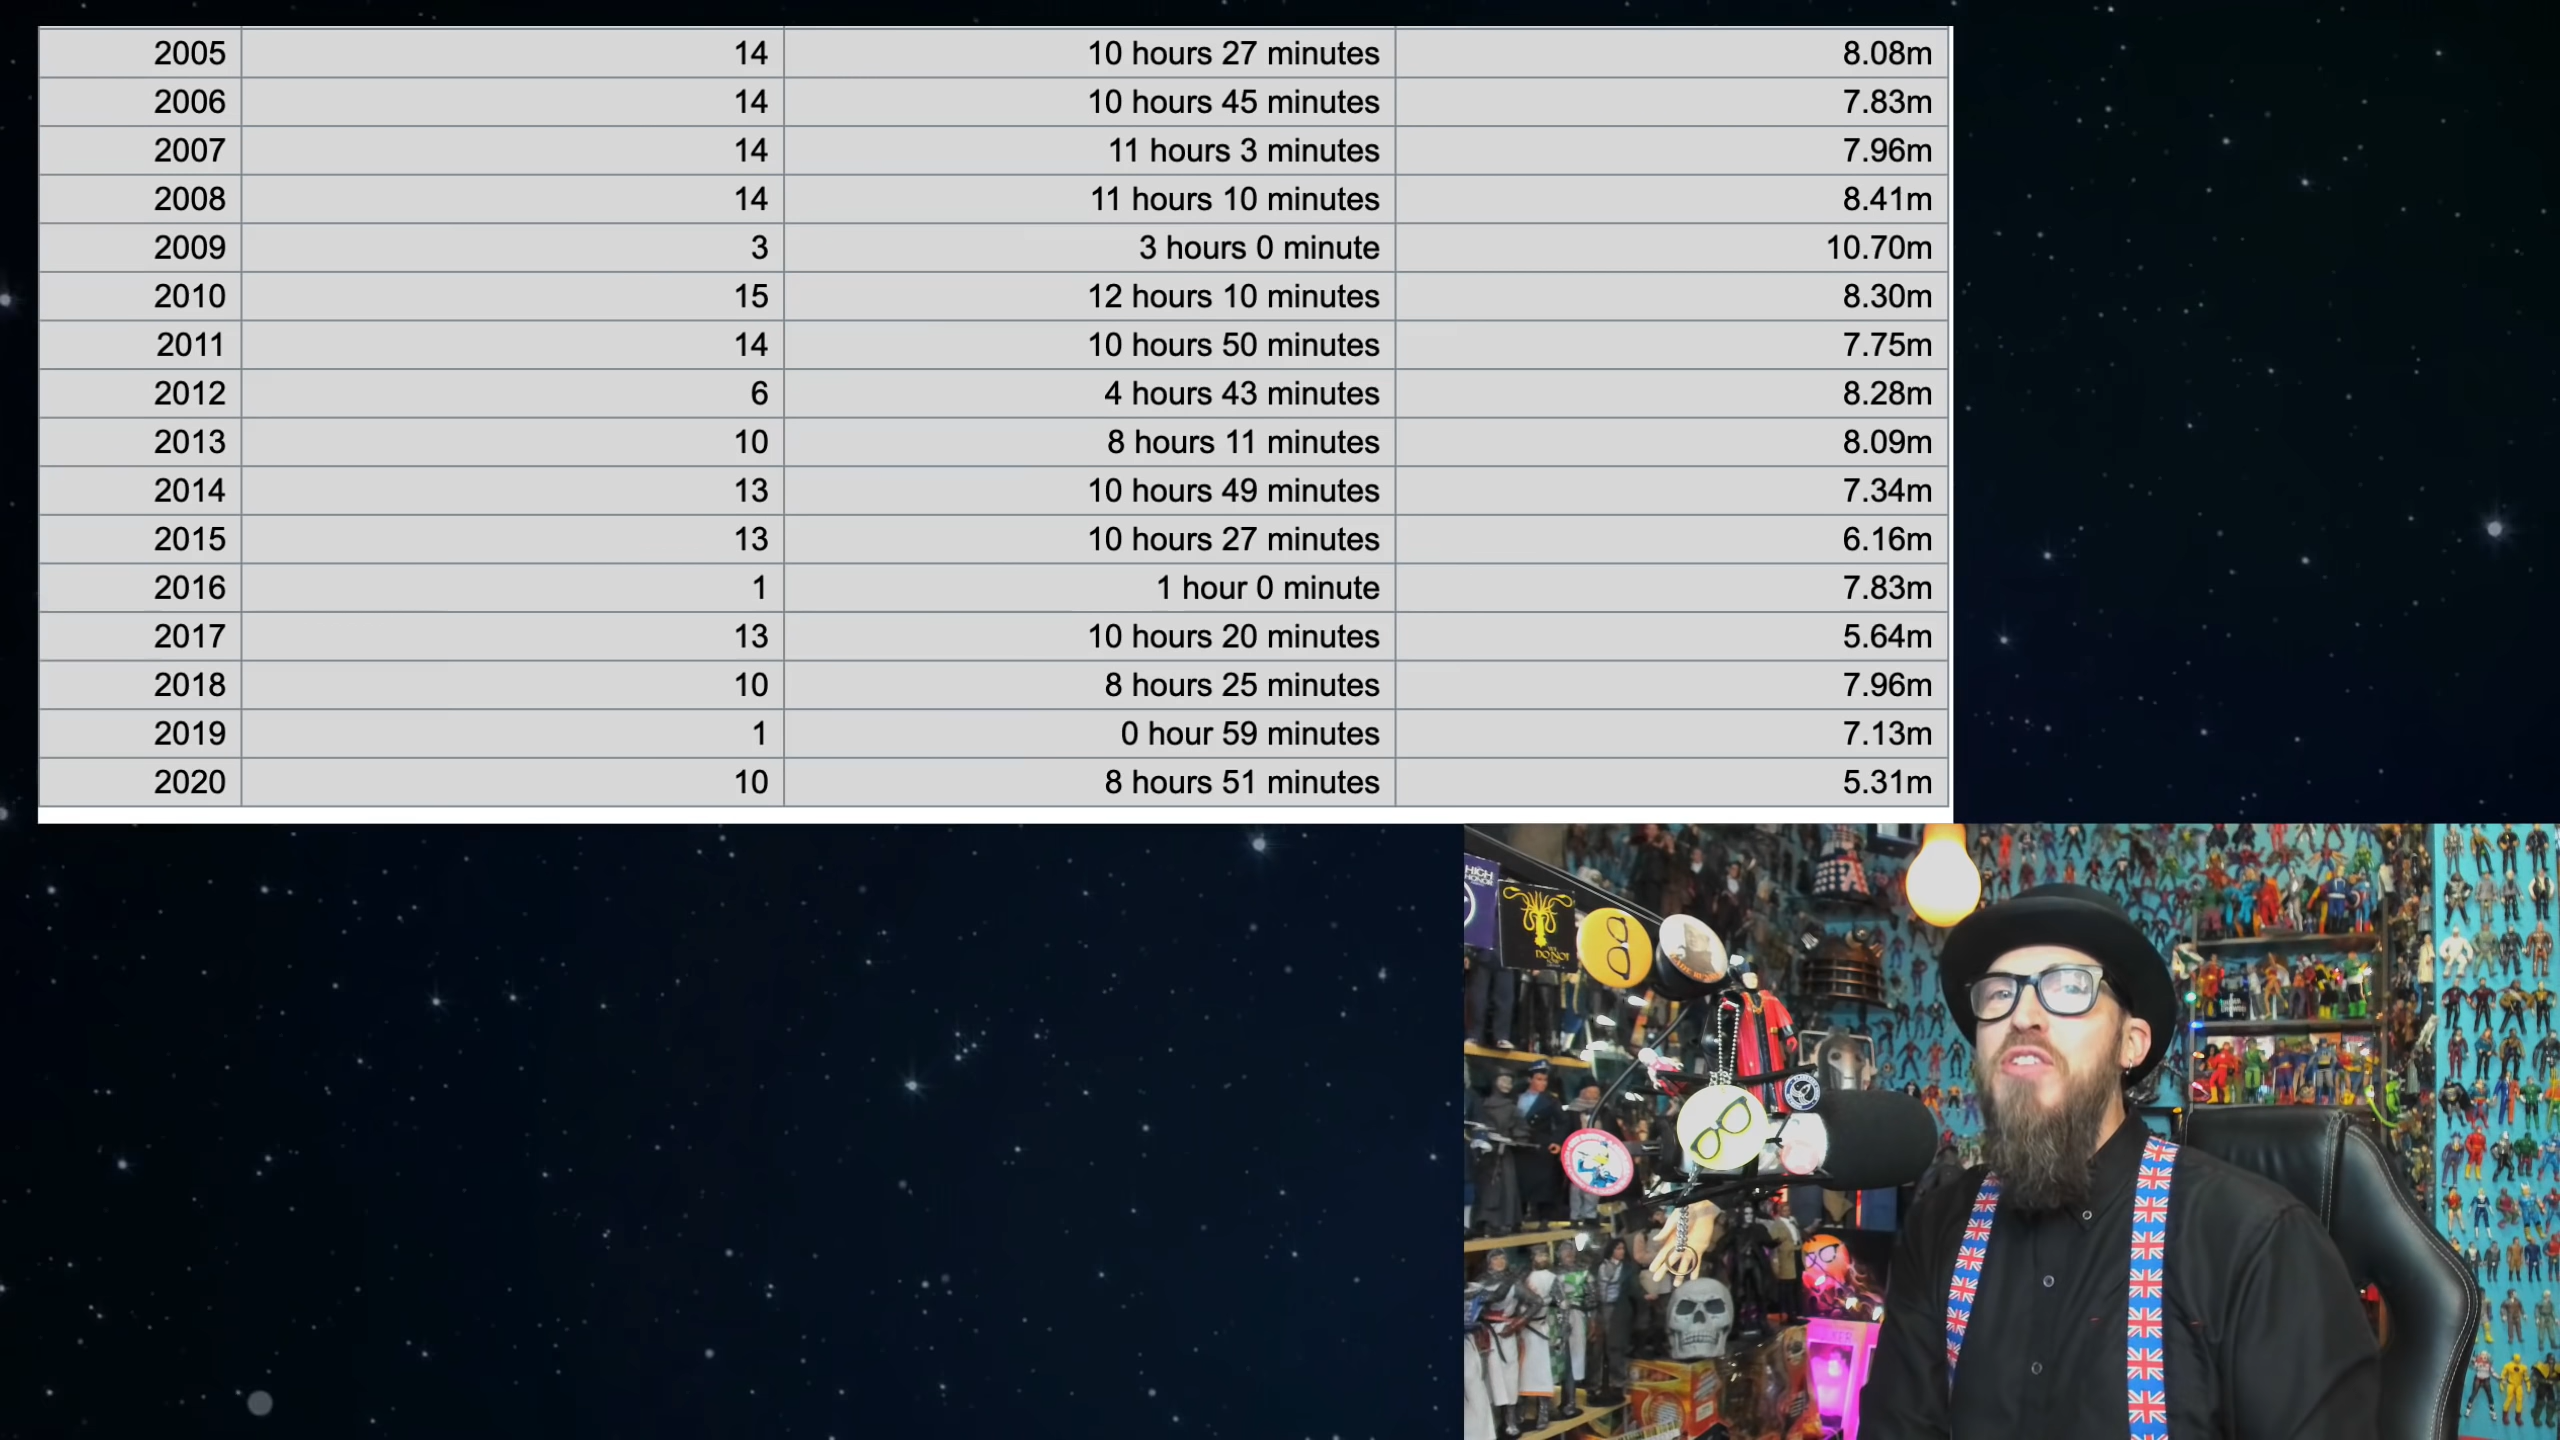 2005 14 10 hours 27 minutes 8.08m
2006 14 10 hours 45 minutes 7.83m
2007 14 11 hours 3 minutes 7.96m
2008 14 11 hours 10 minutes 8.41m
2009 3 3 hours 0 minute 10.70m
2010 15 12 hours 10 minutes 8.30m
2011 14 10 hours 50 minutes 7.75m
2012 6 4 hours 43 minutes 8.28m
2013 10 8 hours 11 minutes 8.09m
2014 13 10 hours 49 minutes 7.34m
2015 13 10 hours 27 minutes 6.16m
2016 1 1 hour 0 minute 7.83m
2017 13 10 hours 20 minutes 5.64m
2018 10 8 hours 25 minutes 7.96m
2019 1 0 hour 59 minutes 7.13m
2020 10 8 hours 51 minutes 5.31m
HIGH
HONOR
DO NOT